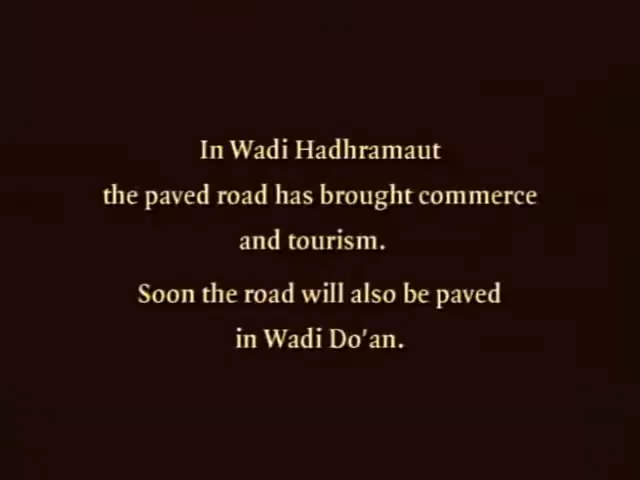 In Wadi Hadhramaut
the paved road has brought commerce
and tourism.
Soon the road will also be paved
in Wadi Do'an.